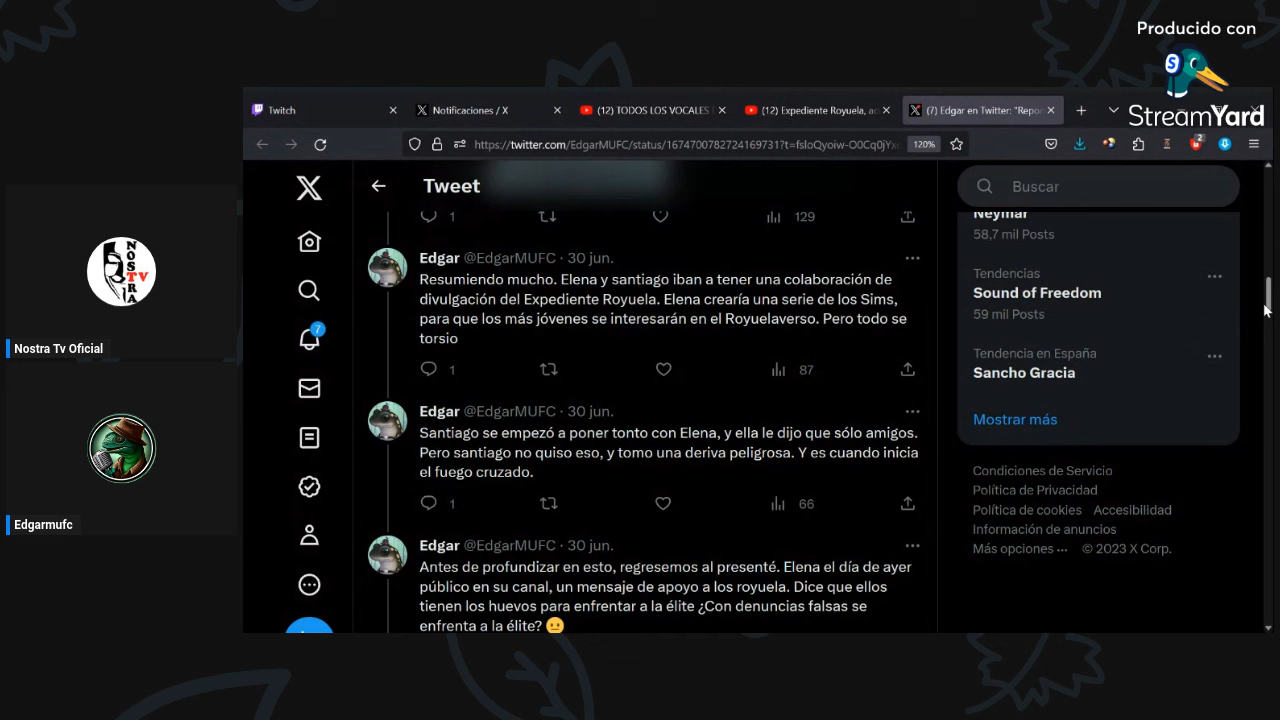 Producido con
StreamYard
Twitch
Notificaciones / X
(12) TODOS LOS VOCALES
(12) Expediente Royuela, ac
(7) Edgar en Twitter: "Repo
https://twitter.com/EdgarMUFC/status/1674700782724169731?t=fsloQyoiw-O0Cq0jYx
120%
2
Tweet
Buscar
1
129
Edgar @EdgarMUFC · 30 jun.
Resumiendo mucho. Elena y santiago iban a tener una colaboración de
divulgación del Expediente Royuela. Elena crearía una serie de los Sims,
para que los más jóvenes se interesarán en el Royuelaverso. Pero todo se
torsio
1
87
Edgar @EdgarMUFC · 30 jun.
Santiago se empezó a poner tonto con Elena, y ella le dijo que sólo amigos.
Pero santiago no quiso eso, y tomo una deriva peligrosa. Y es cuando inicia
el fuego cruzado.
1
66
Edgar @EdgarMUFC · 30 jun.
Antes de profundizar en esto, regresemos al presenté. Elena el día de ayer
público en su canal, un mensaje de apoyo a los royuela. Dice que ellos
tienen los huevos para enfrentar a la élite ¿Con denuncias falsas se
enfrenta a la élite? 😐
Neymar
58,7 mil Posts
Tendencias
Sound of Freedom
59 mil Posts
Tendencia en España
Sancho Gracia
Mostrar más
Condiciones de Servicio
Política de Privacidad
Política de cookies Accesibilidad
Información de anuncios
Más opciones ··· © 2023 X Corp.
7
NOSTRA
TV
Nostra Tv Oficial
Edgarmufc